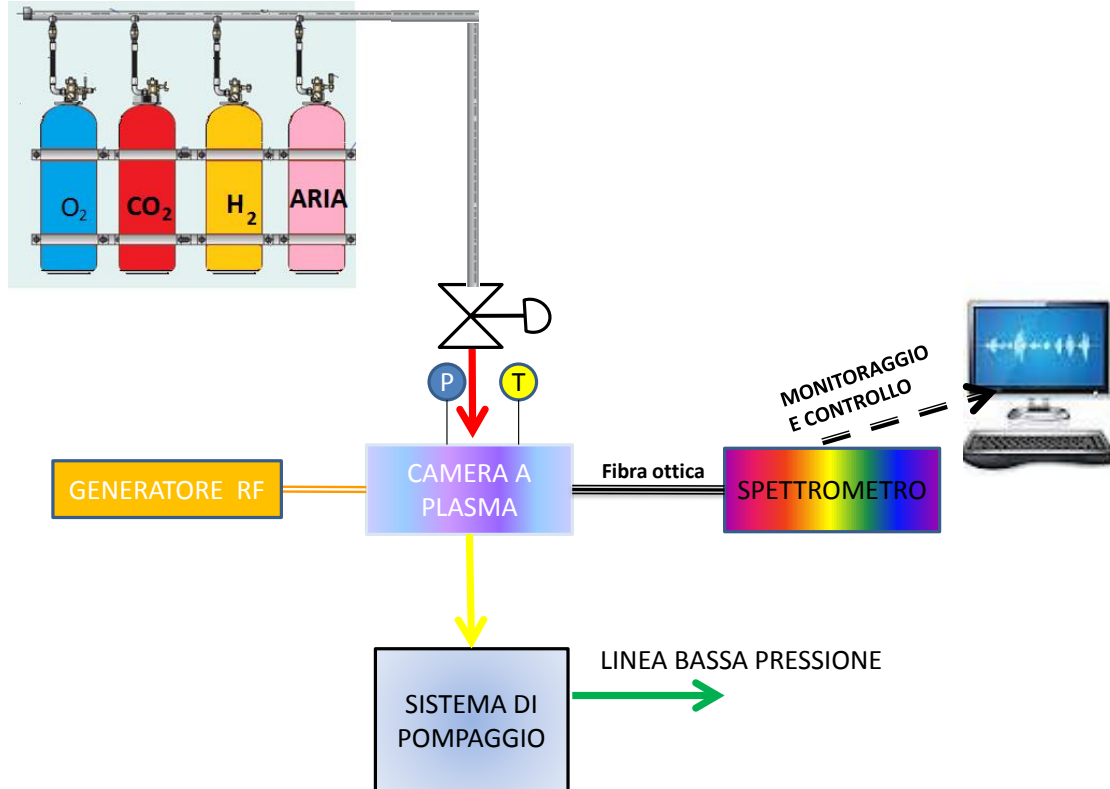 O₂
CO₂
H₂
ARIA
P
T
MONITORAGGIO
E CONTROLLO
GENERATORE RF
CAMERA A
PLASMA
Fibra ottica
SPETTROMETRO
LINEA BASSA PRESSIONE
SISTEMA DI
POMPAGGIO